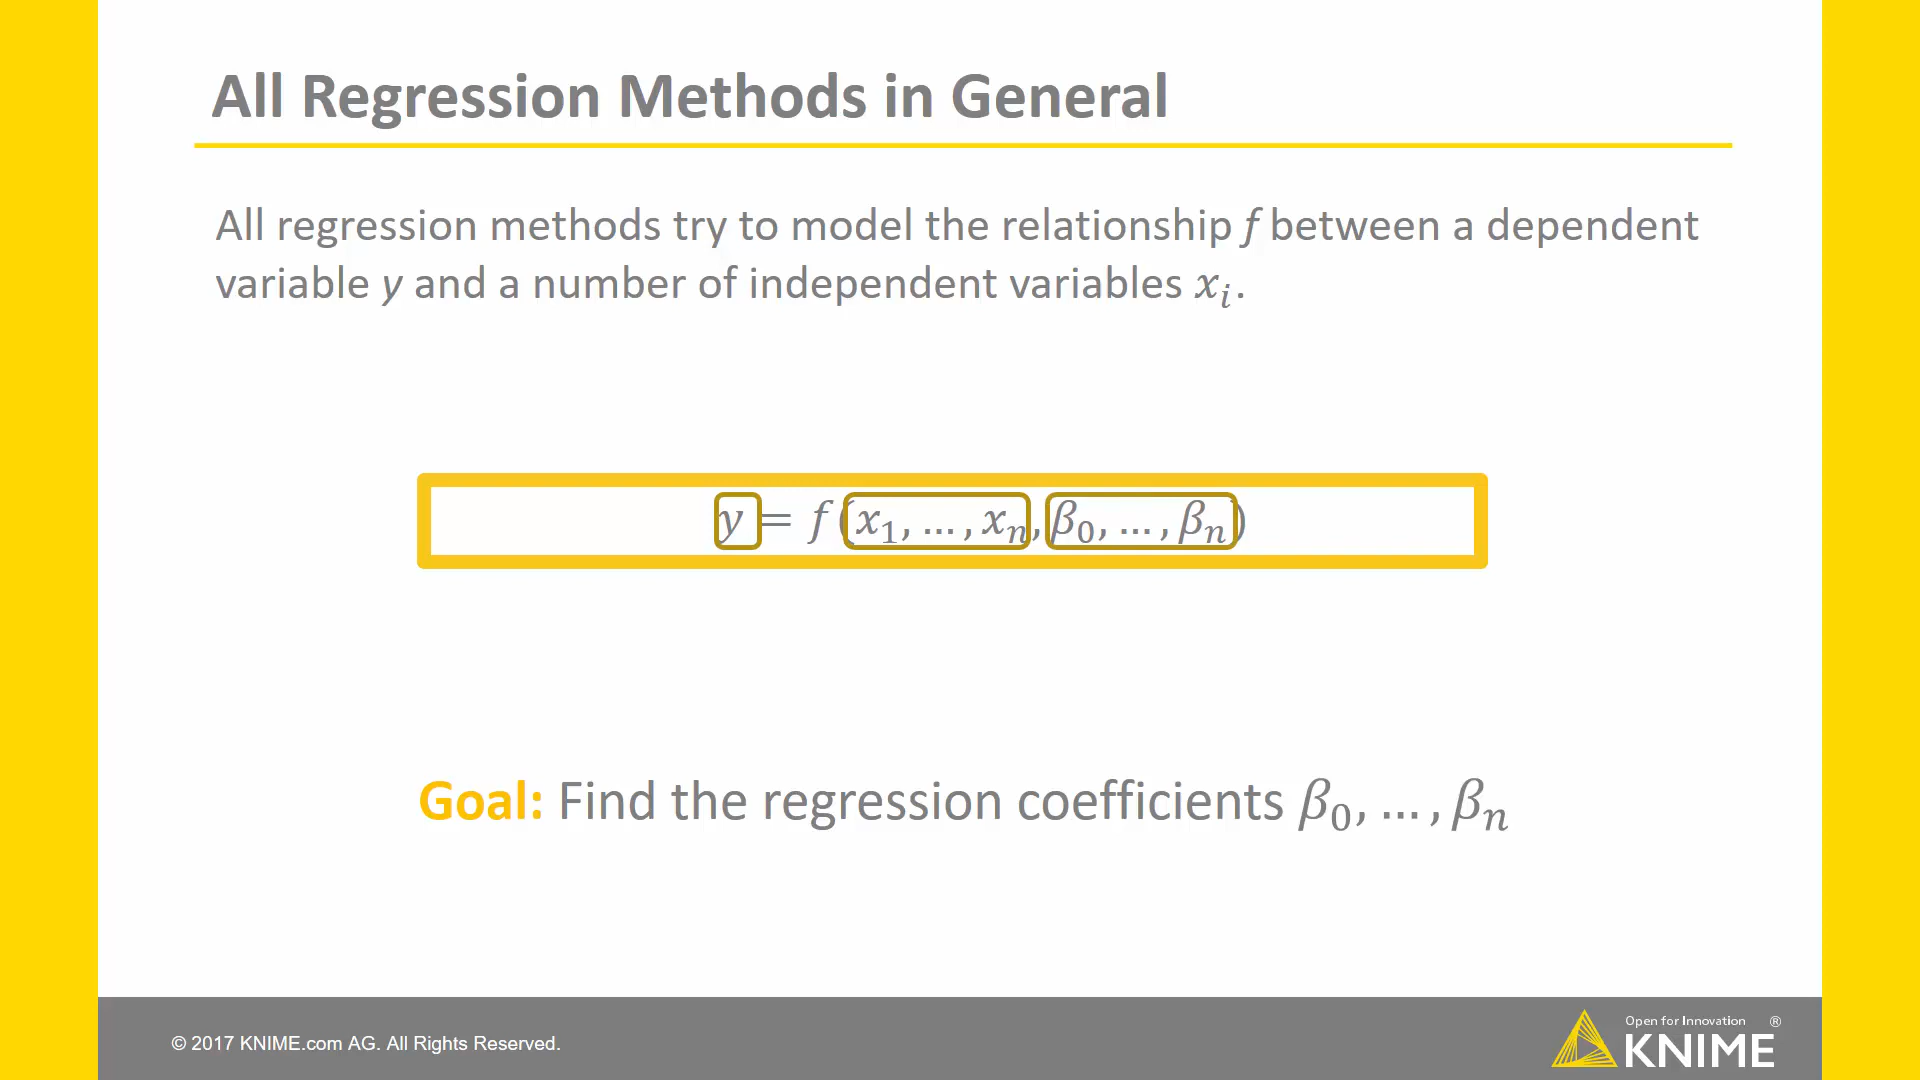 All Regression Methods in General
All regression methods try to model the relationship f between a dependent
variable y and a number of independent variables xᵢ.
y = f(x₁, … , xₙ, β₀, … , βₙ)
Goal: Find the regression coefficients β₀, … , βₙ
© 2017 KNIME.com AG. All Rights Reserved.
Open for Innovation ®
KNIME